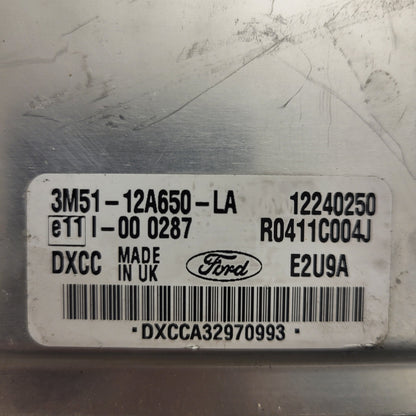 3M51-12A650-LA 12240250
e11 I-00 0287 R0411C004J
DXCC MADE IN UK Ford E2U9A
· DXCCA32970993 ·